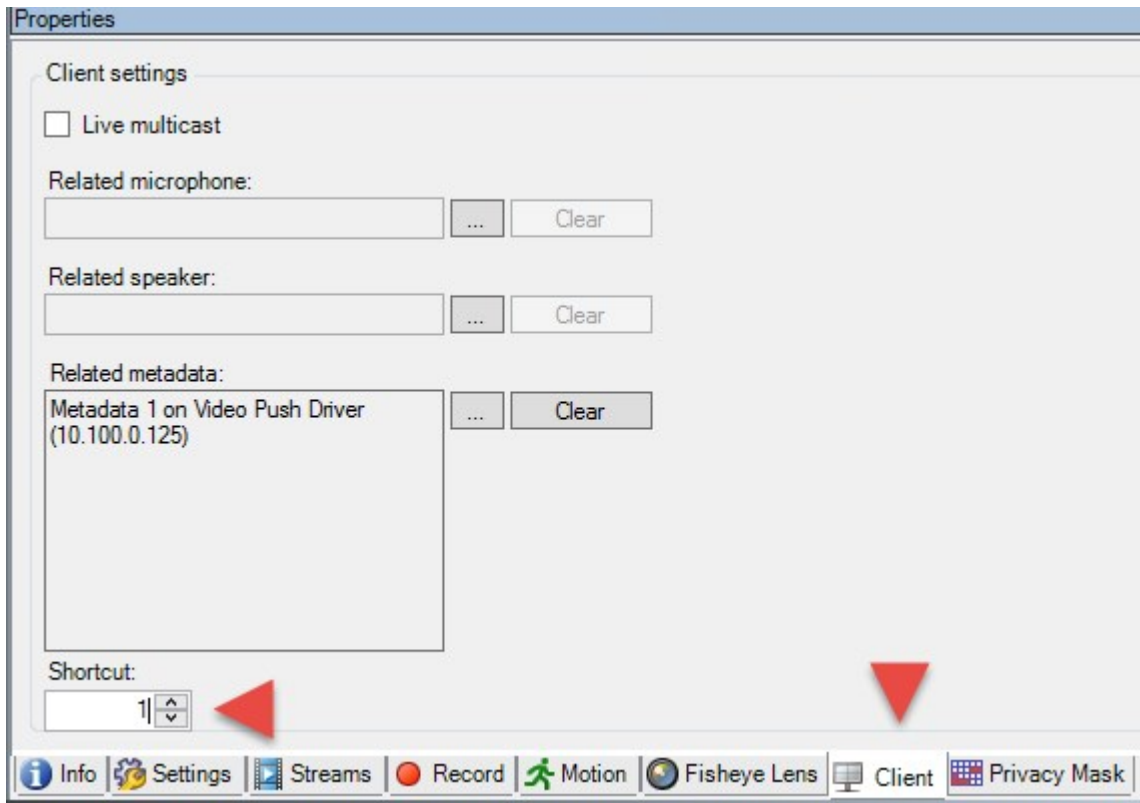 Properties
Client settings
Live multicast
Related microphone:
... Clear
Related speaker:
... Clear
Related metadata:
Metadata 1 on Video Push Driver
(10.100.0.125)
... Clear
Shortcut:
1
Info Settings Streams Record Motion Fisheye Lens Client Privacy Mask